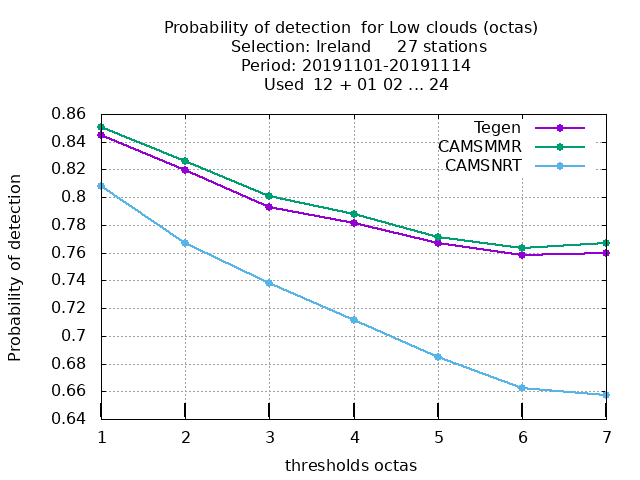 Probability of detection  for Low clouds (octas)
Selection: Ireland     27 stations
Period: 20191101-20191114
Used  12 + 01 02 ... 24
Tegen
CAMSMMR
CAMSNRT
Probability of detection
0.86
0.84
0.82
0.8
0.78
0.76
0.74
0.72
0.7
0.68
0.66
0.64
1 2 3 4 5 6 7
thresholds octas